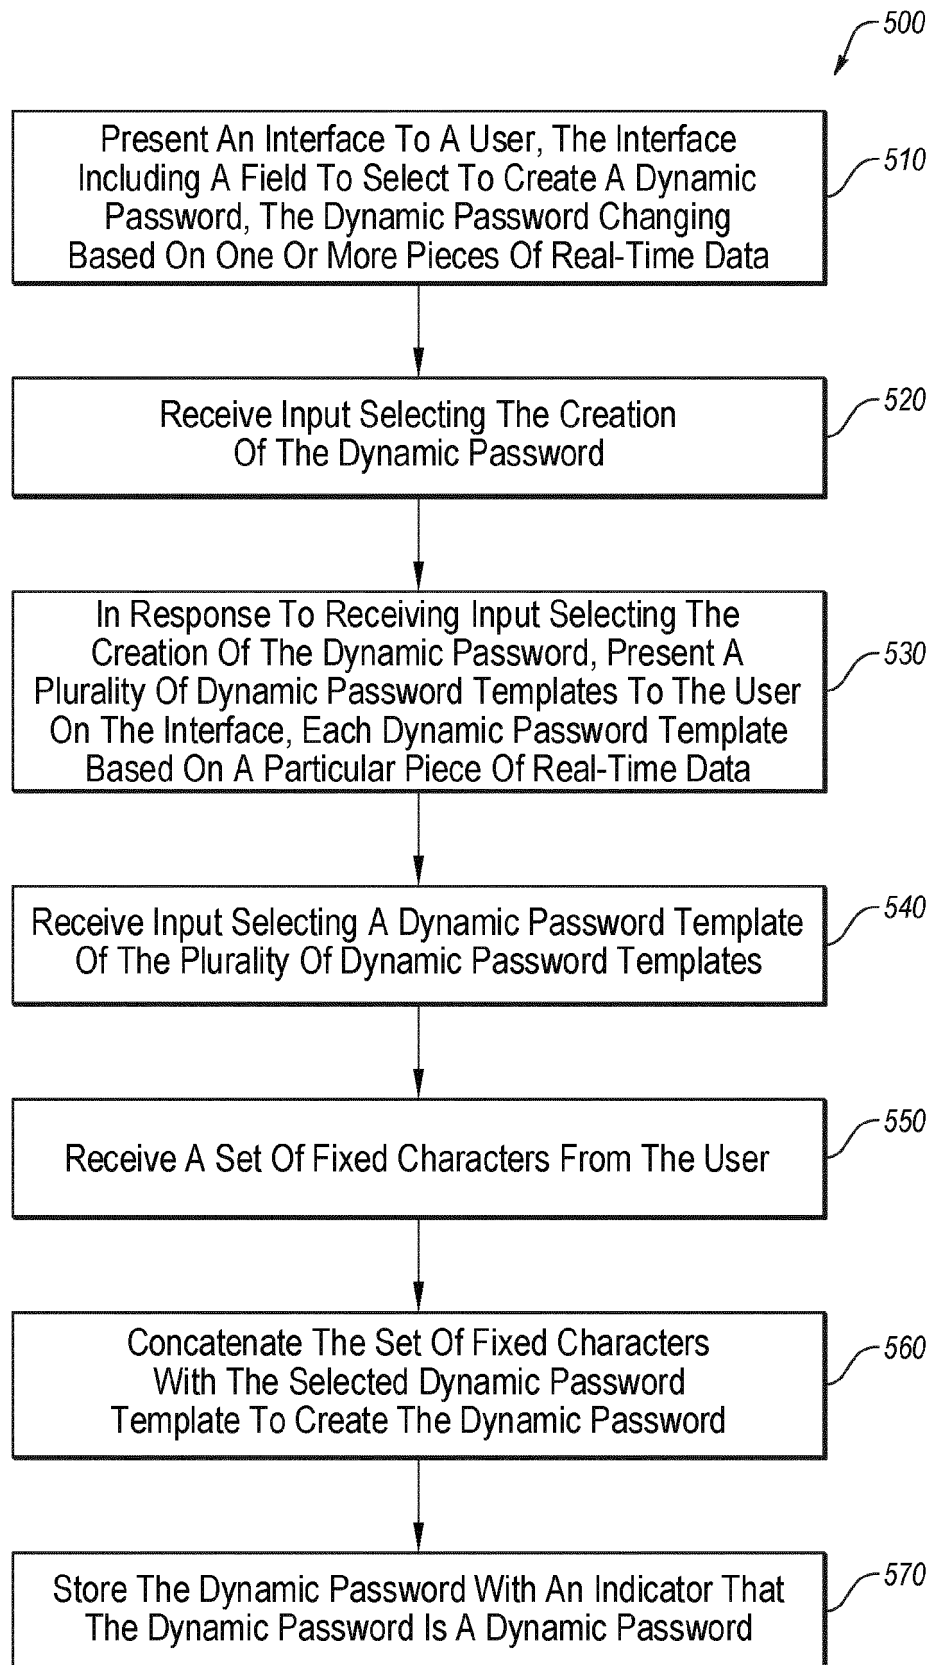 500
Present An Interface To A User, The Interface
Including A Field To Select To Create A Dynamic
Password, The Dynamic Password Changing
Based On One Or More Pieces Of Real-Time Data
510
Receive Input Selecting The Creation
Of The Dynamic Password
520
In Response To Receiving Input Selecting The
Creation Of The Dynamic Password, Present A
Plurality Of Dynamic Password Templates To The User
On The Interface, Each Dynamic Password Template
Based On A Particular Piece Of Real-Time Data
530
Receive Input Selecting A Dynamic Password Template
Of The Plurality Of Dynamic Password Templates
540
Receive A Set Of Fixed Characters From The User
550
Concatenate The Set Of Fixed Characters
With The Selected Dynamic Password
Template To Create The Dynamic Password
560
Store The Dynamic Password With An Indicator That
The Dynamic Password Is A Dynamic Password
570